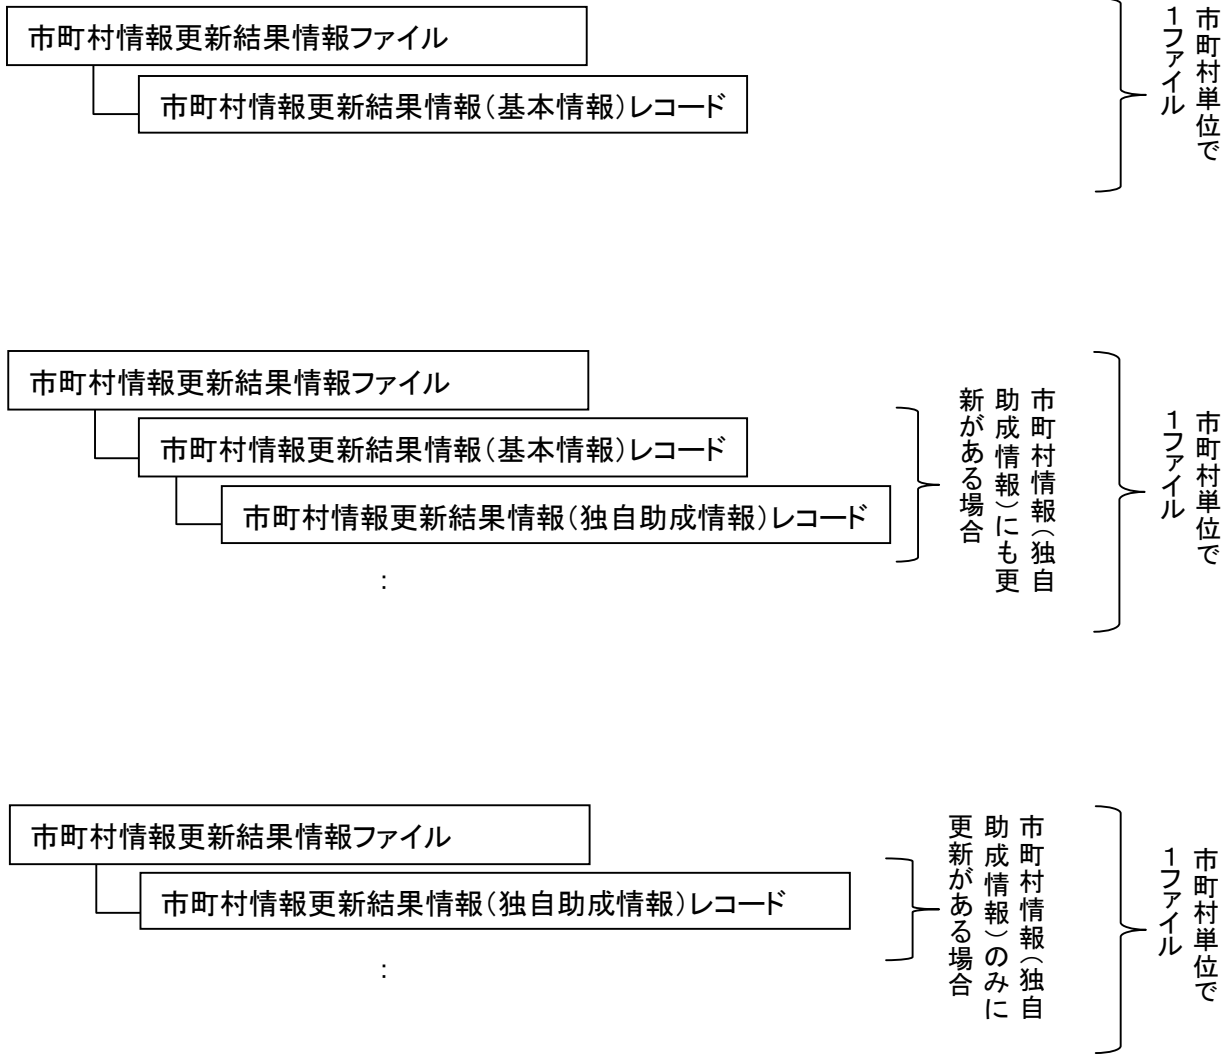 市町村情報更新結果情報ファイル
市町村情報更新結果情報（基本情報）レコード
市町村単位で
１ファイル
市町村情報更新結果情報ファイル
市町村情報更新結果情報（基本情報）レコード
市町村情報更新結果情報（独自助成情報）レコード
：
市町村情報（独自
助成情報）にも更
新がある場合
市町村単位で
１ファイル
市町村情報更新結果情報ファイル
市町村情報更新結果情報（独自助成情報）レコード
：
市町村情報（独自
助成情報）のみに
更新がある場合
市町村単位で
１ファイル